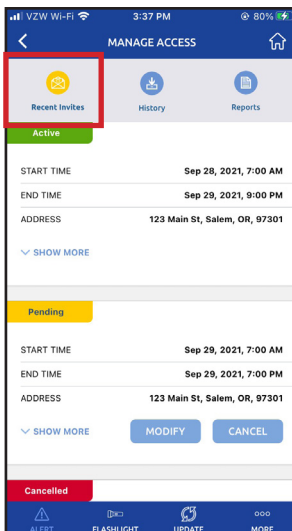 VZW Wi-Fi 3:37 PM 80%
MANAGE ACCESS
Recent Invites History Reports
Active
START TIME Sep 28, 2021, 7:00 AM
END TIME Sep 29, 2021, 9:00 PM
ADDRESS 123 Main St, Salem, OR, 97301
SHOW MORE
Pending
START TIME Sep 29, 2021, 7:00 AM
END TIME Sep 29, 2021, 7:00 PM
ADDRESS 123 Main St, Salem, OR, 97301
SHOW MORE MODIFY CANCEL
Cancelled
ALERT FLASHLIGHT UPDATE MORE